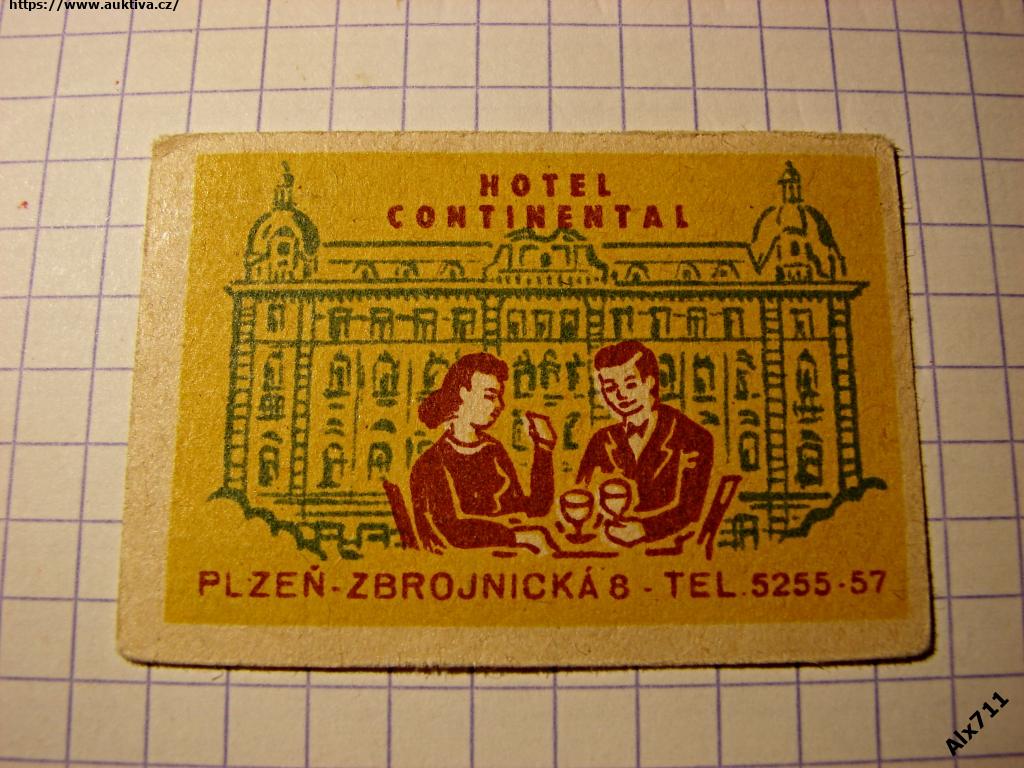 https://www.auktiva.cz/
HOTEL
CONTINENTAL
PLZEŇ-ZBROJNICKÁ 8 - TEL. 5255-57
Alx711